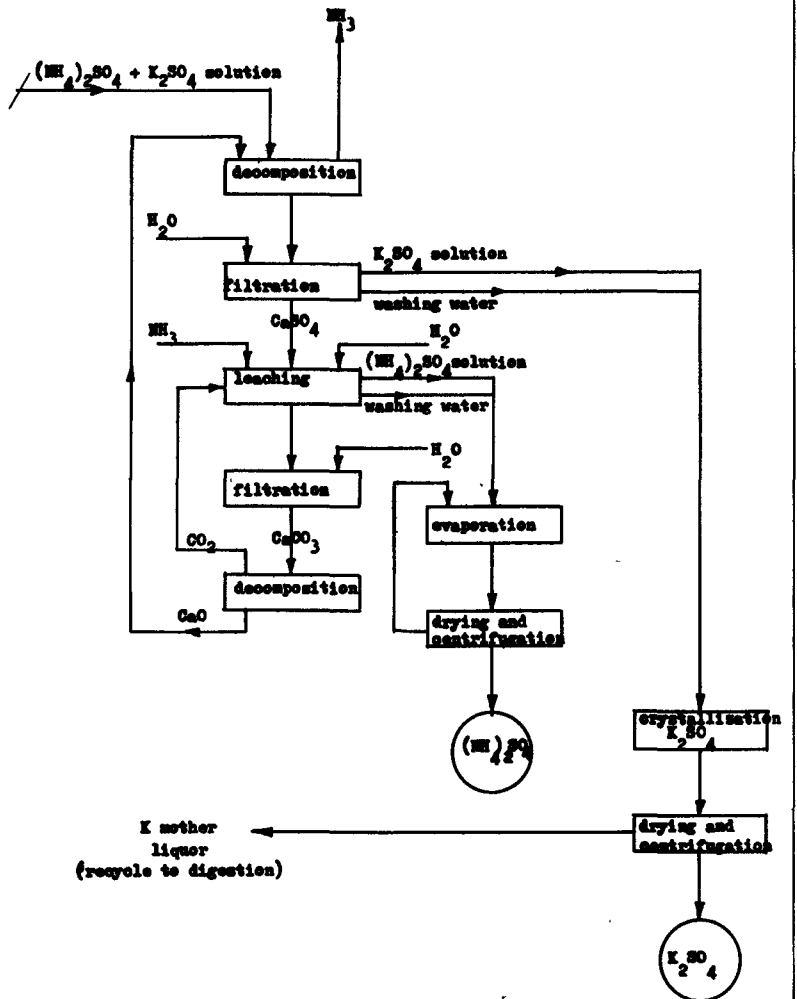 NH3
(NH4)2SO4 + K2SO4 solution
decomposition
H2O
K2SO4 solution
filtration
washing water
CaSO4
NH3
H2O
(NH4)2SO4 solution
leaching
washing water
H2O
filtration
evaporation
CO2
CaCO3
decomposition
CaO
drying and
centrifugation
crystallisation
K2SO4
(NH4)2SO4
K mother
liquor
(recycle to digestion)
drying and
centrifugation
K2SO4